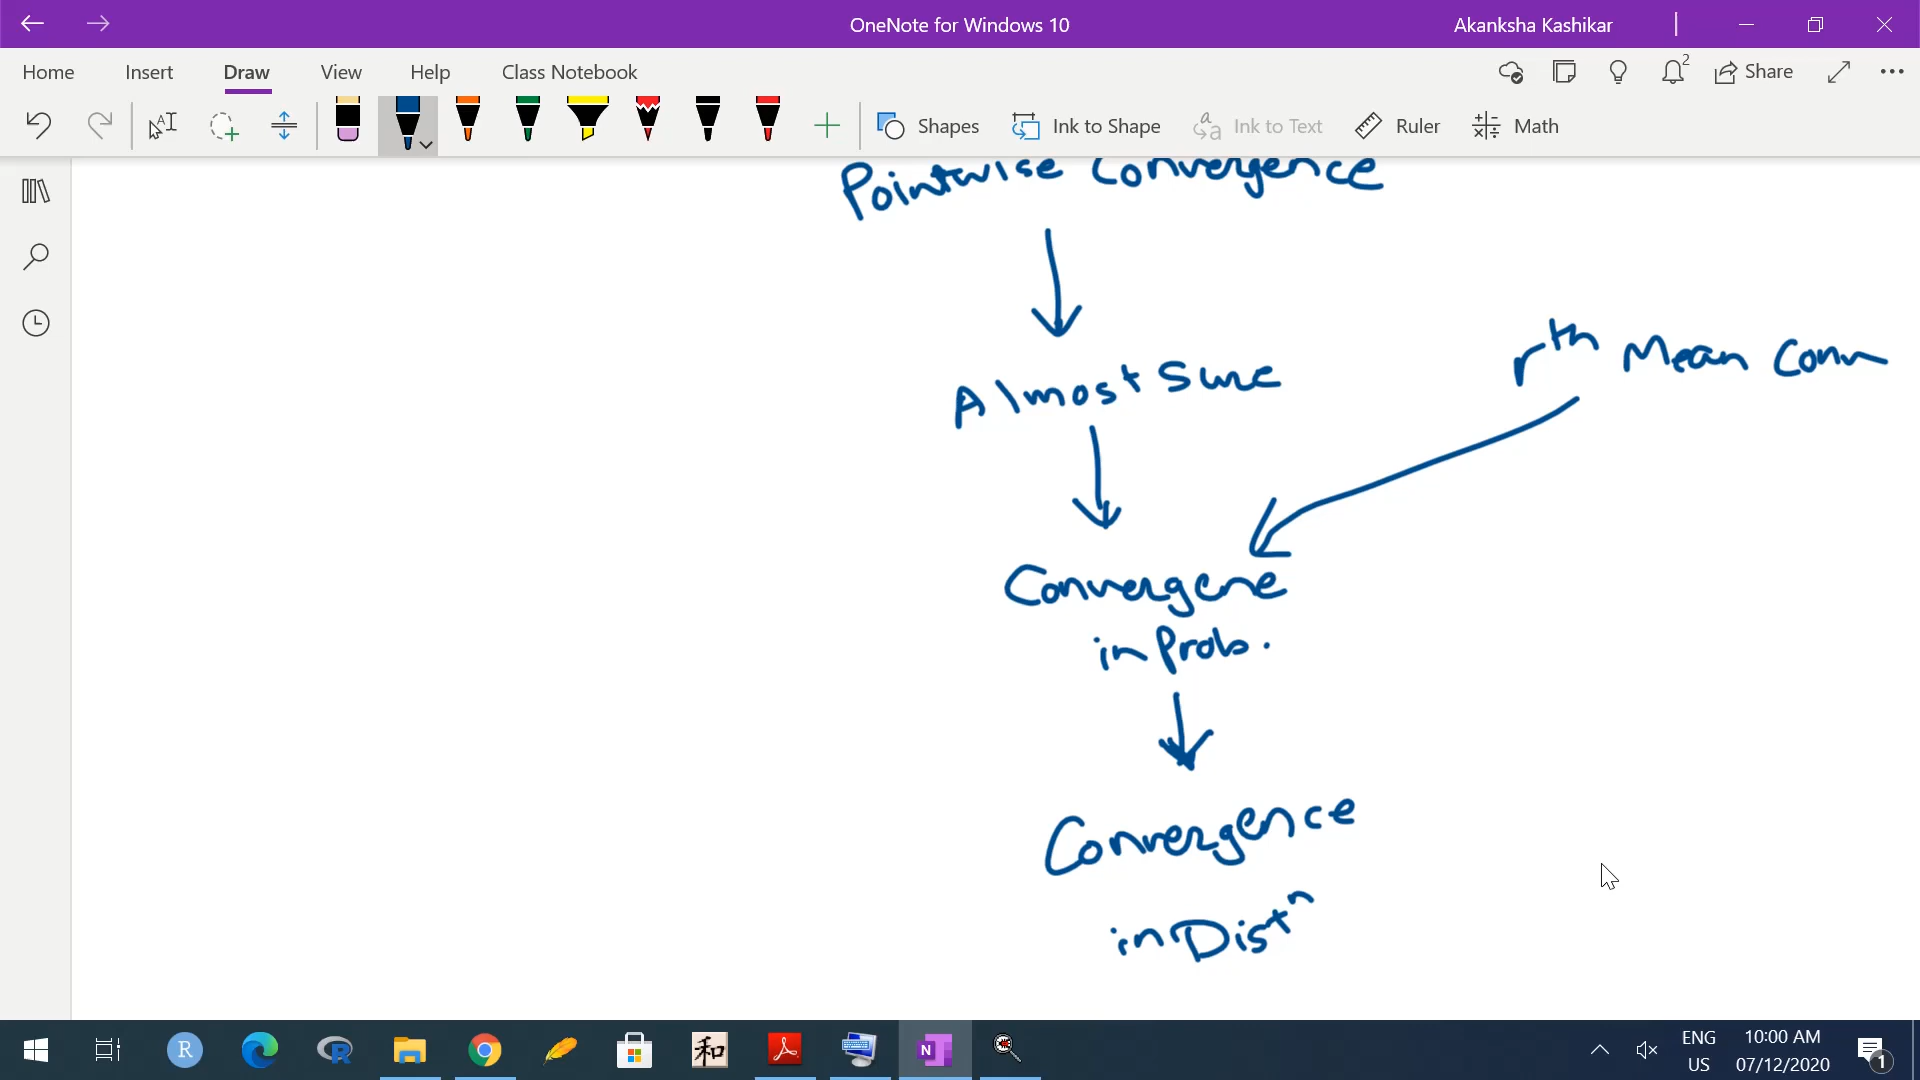 OneNote for Windows 10
Akanksha Kashikar
Home Insert Draw View Help Class Notebook
2
Share
Shapes Ink to Shape Ink to Text Ruler Math
Pointwise Convergence
Almost Sure
rth Mean Conv
Convergence
in Prob.
Convergence
in Distn
ENG 10:00 AM
US 07/12/2020
1